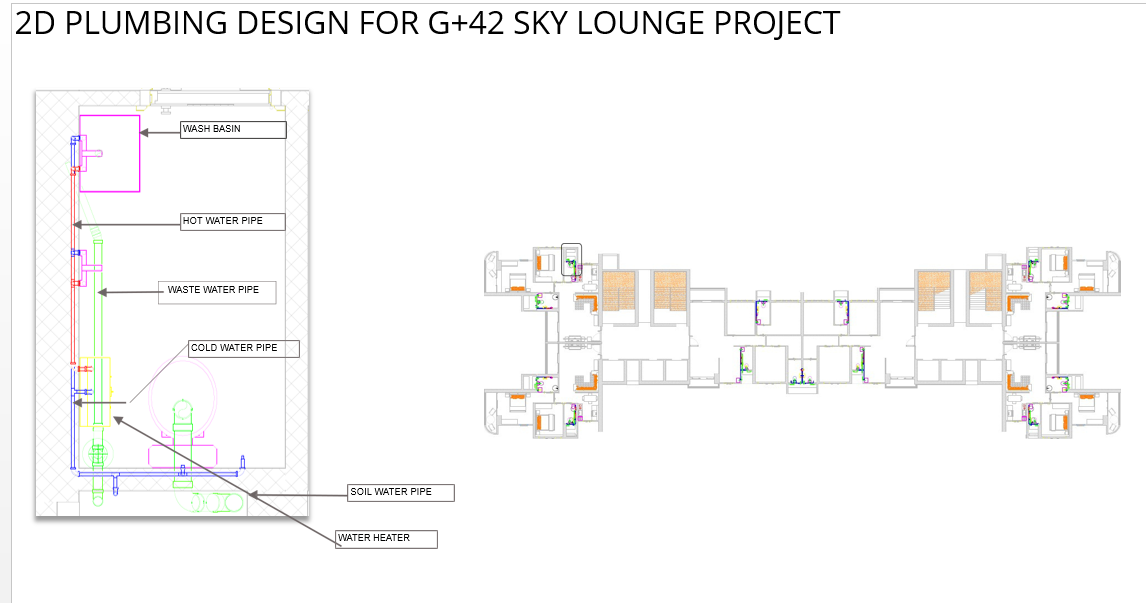 2D PLUMBING DESIGN FOR G+42 SKY LOUNGE PROJECT
WASH BASIN
HOT WATER PIPE
WASTE WATER PIPE
COLD WATER PIPE
SOIL WATER PIPE
WATER HEATER